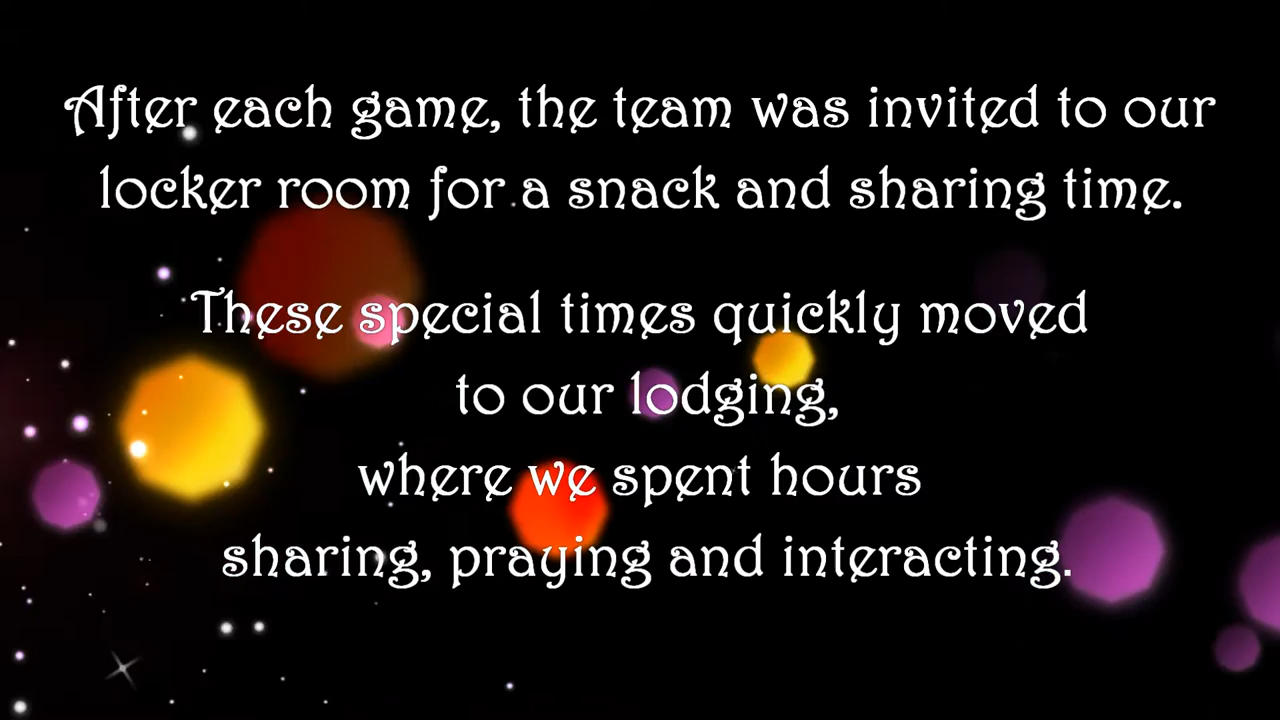 After each game, the team was invited to our
locker room for a snack and sharing time.
These special times quickly moved
to our lodging,
where we spent hours
sharing, praying and interacting.